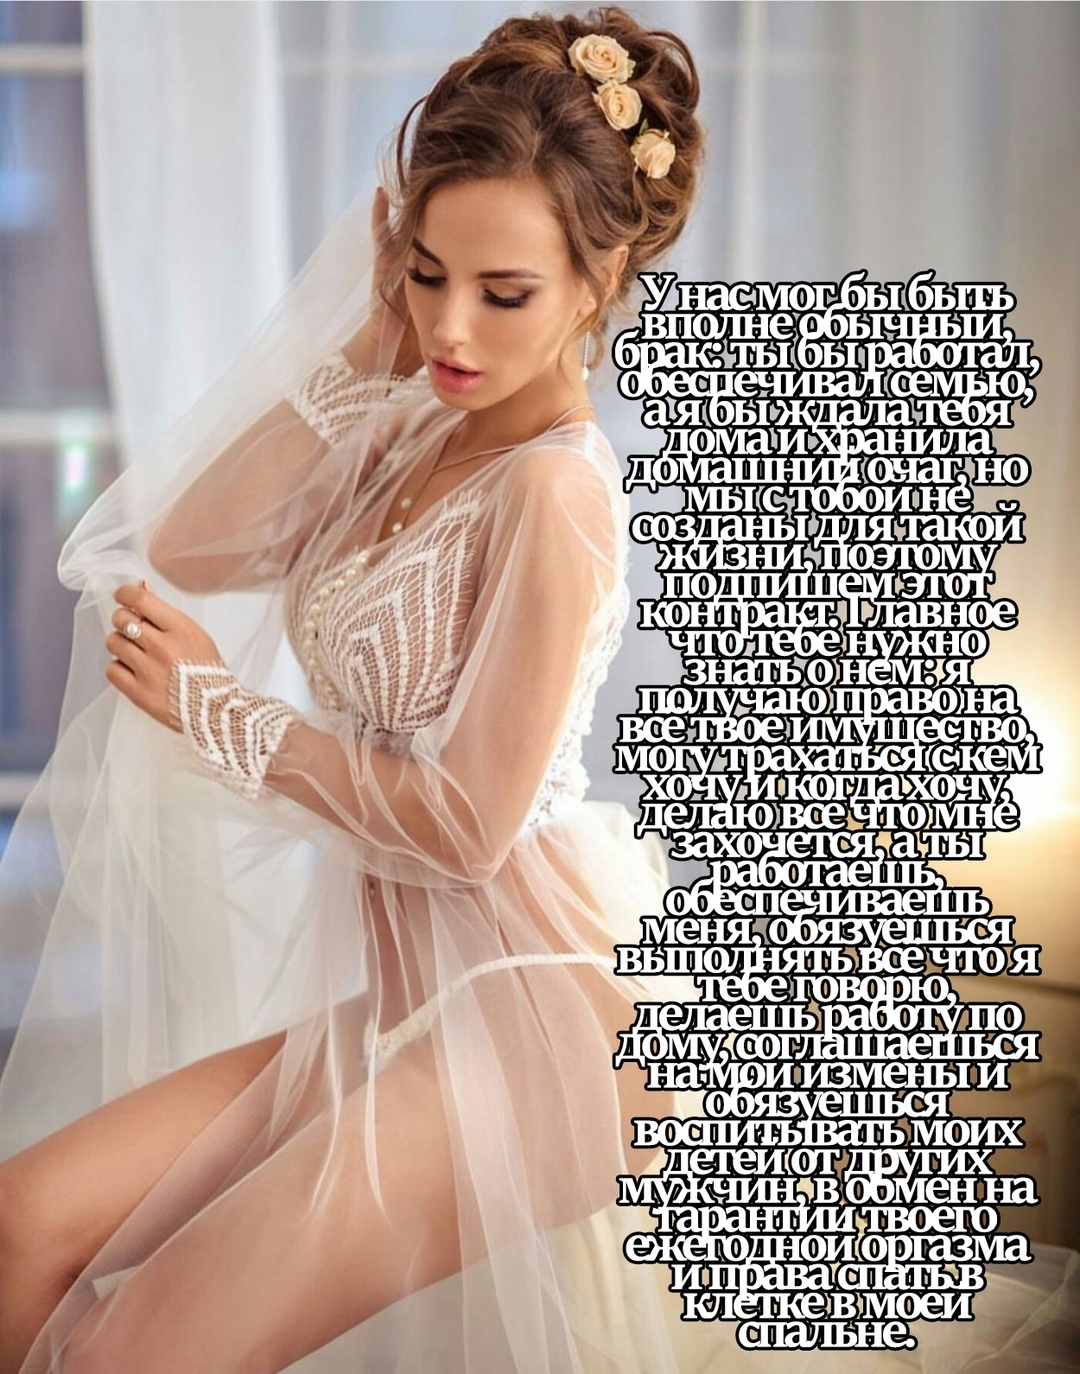 У нас мог бы быть
вполне обычный
брак: ты бы работал,
обеспечивал семью,
а я бы ждала тебя
дома и хранила
домашний очаг, но
мы с тобой не
созданы для такой
жизни, поэтому
подпишем этот
контракт. Главное
что тебе нужно
знать о нём: я
получаю право на
все твое имущество,
могу трахаться с кем
хочу и когда хочу,
делаю все что мне
захочется, а ты
работаешь,
обеспечиваешь
меня, обязуешься
выполнять все что я
тебе говорю,
делаешь работу по
дому, соглашаешься
на мои измены и
обязуешься
воспитывать моих
детей от других
мужчин, в обмен на
гарантии твоего
ежегодной оргазма
и права спать в
клетке в моей
спальне.